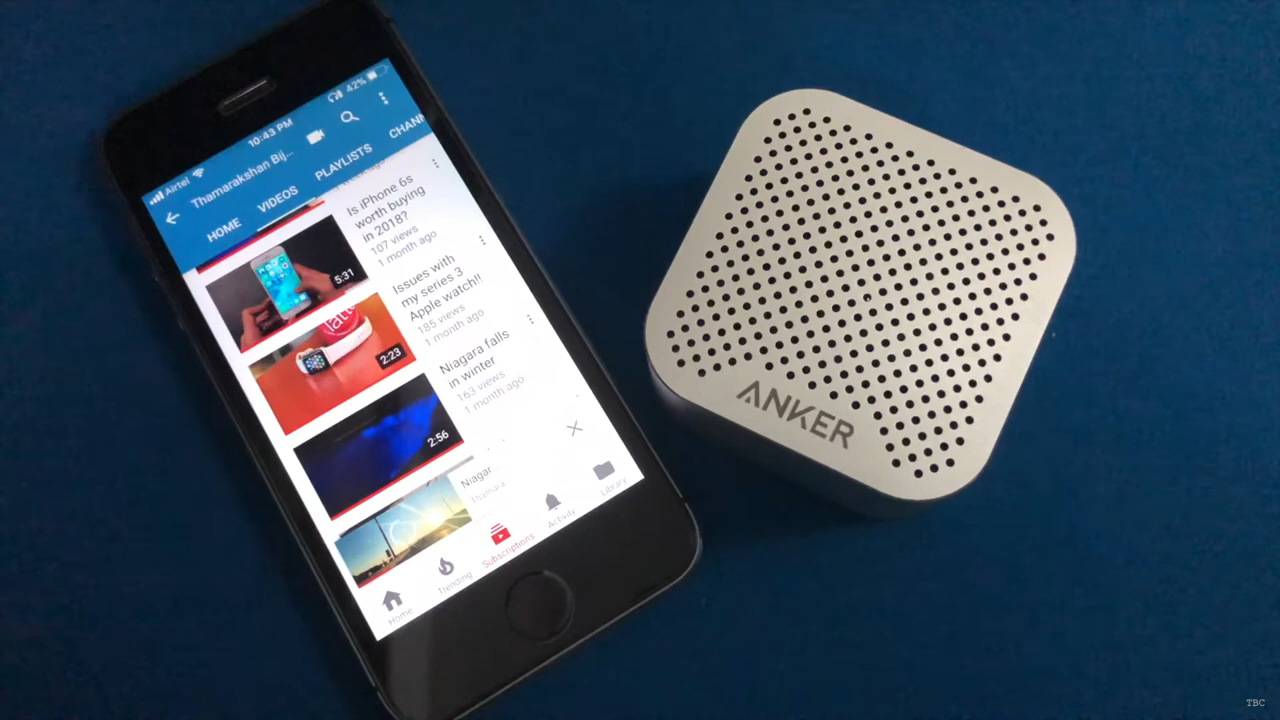 Airtel
10:43 PM
42%
Thamarakshan Bij...
HOME
VIDEOS
PLAYLISTS
CHANN
Is iPhone 6s
worth buying
in 2018?
107 views
1 month ago
5:31
Issues with
my series 3
Apple watch!!
185 views
1 month ago
2:23
Niagara falls
in winter
163 views
1 month ago
2:56
Niagar
Thamara
Home
Trending
Subscriptions
Activity
Library
ANKER
TBC